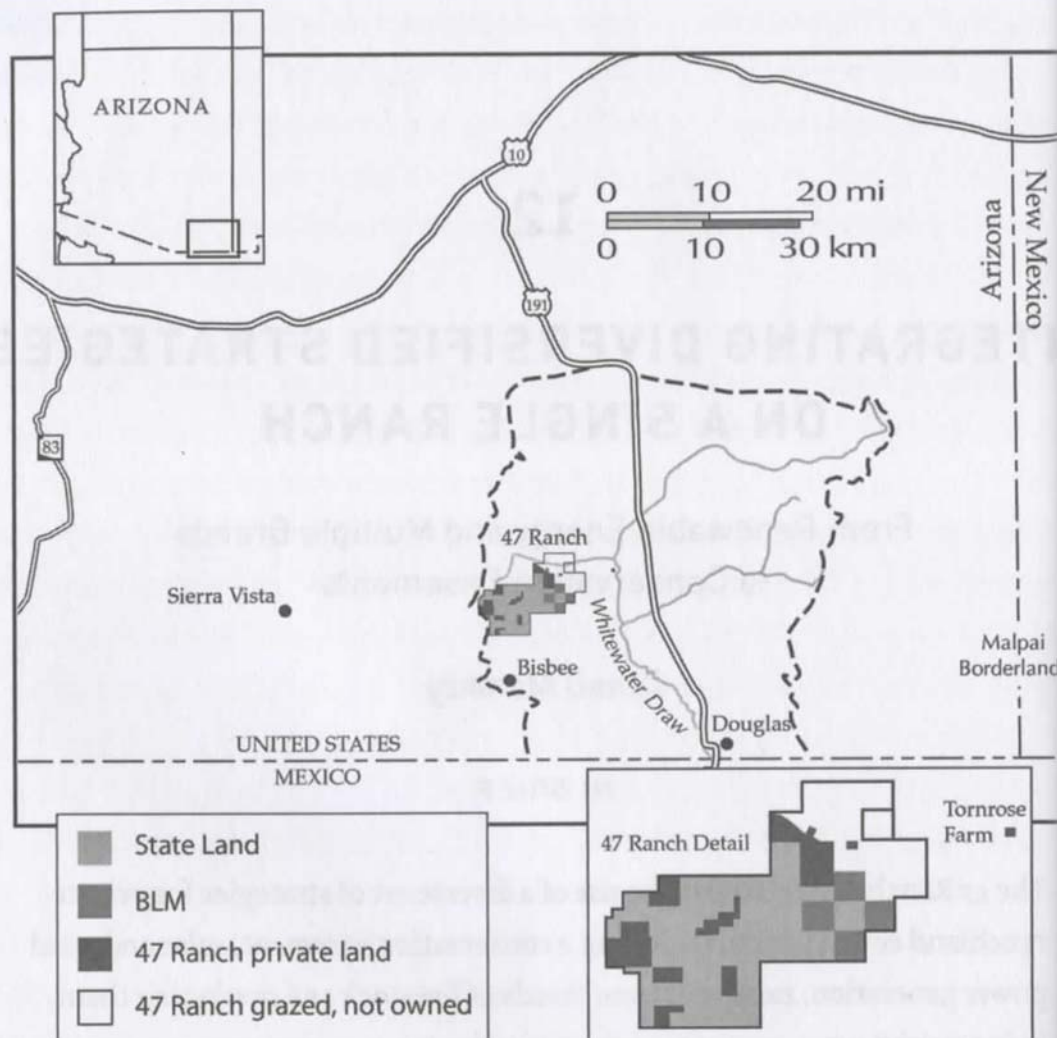 ARIZONA
10
0 10 20 mi
0 10 30 km
Arizona
New Mexico
191
83
47 Ranch
Sierra Vista
Whitewater Draw
Malpai
Borderland
Bisbee
Douglas
UNITED STATES
MEXICO
State Land
BLM
47 Ranch private land
47 Ranch grazed, not owned
47 Ranch Detail
Tornrose
Farm